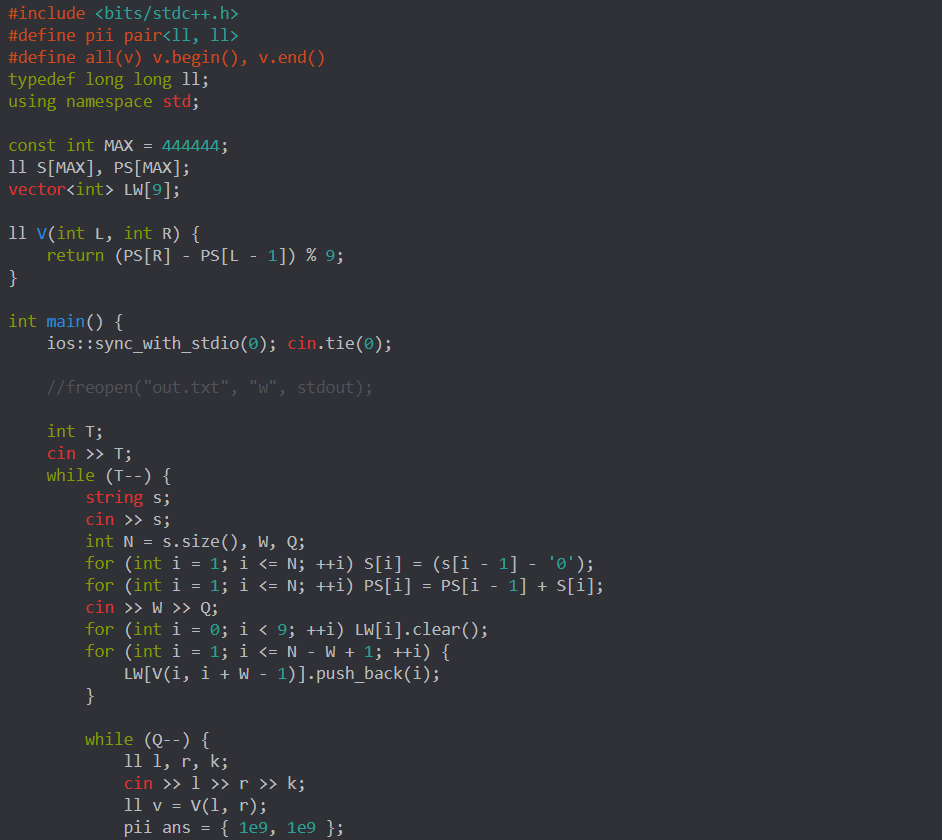 #include <bits/stdc++.h>
#define pii pair<ll, ll>
#define all(v) v.begin(), v.end()
typedef long long ll;
using namespace std;

const int MAX = 444444;
ll S[MAX], PS[MAX];
vector<int> LW[9];

ll V(int L, int R) {
    return (PS[R] - PS[L - 1]) % 9;
}

int main() {
    ios::sync_with_stdio(0); cin.tie(0);

    //freopen("out.txt", "w", stdout);

    int T;
    cin >> T;
    while (T--) {
        string s;
        cin >> s;
        int N = s.size(), W, Q;
        for (int i = 1; i <= N; ++i) S[i] = (s[i - 1] - '0');
        for (int i = 1; i <= N; ++i) PS[i] = PS[i - 1] + S[i];
        cin >> W >> Q;
        for (int i = 0; i < 9; ++i) LW[i].clear();
        for (int i = 1; i <= N - W + 1; ++i) {
            LW[V(i, i + W - 1)].push_back(i);
        }

        while (Q--) {
            ll l, r, k;
            cin >> l >> r >> k;
            ll v = V(l, r);
            pii ans = { 1e9, 1e9 };